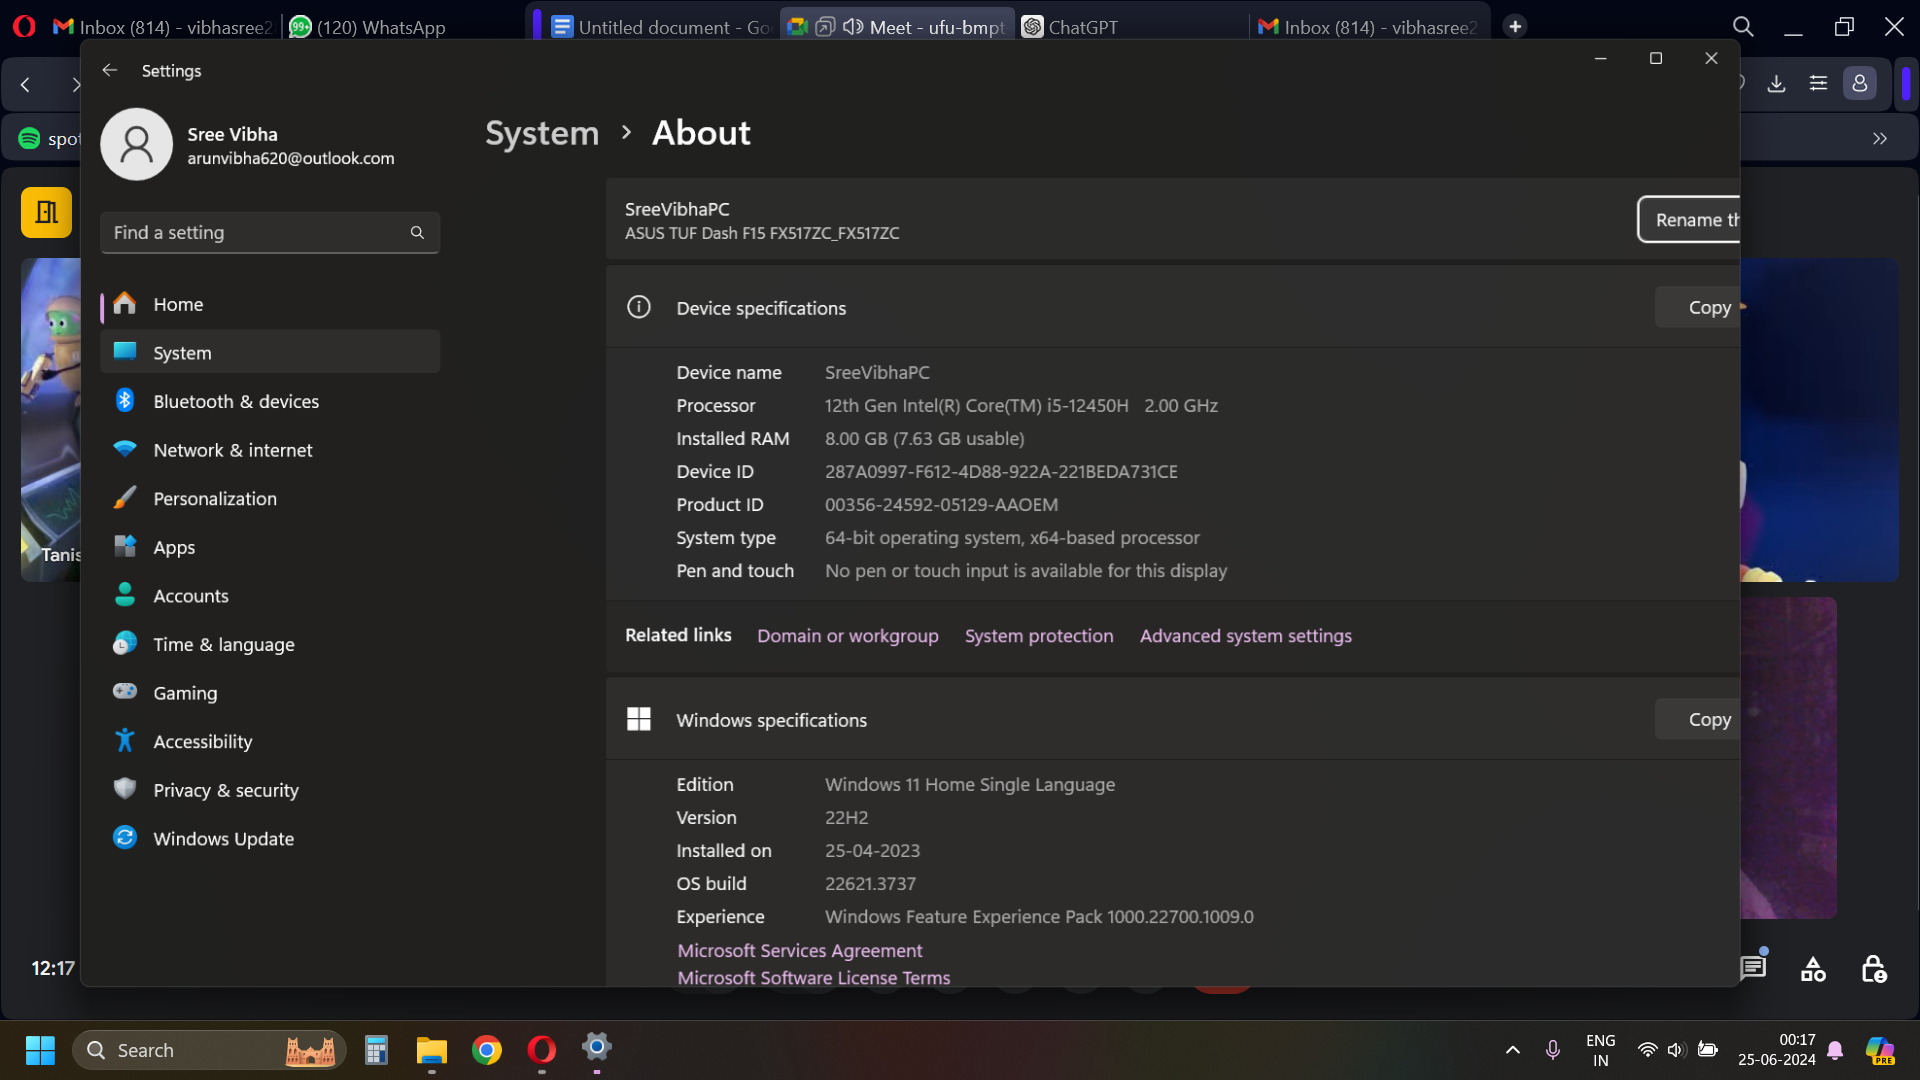 Inbox (814) - vibhasree2
99+
(120) WhatsApp
Untitled document - Goo
Meet - ufu-bmpt
ChatGPT
Inbox (814) - vibhasree2
Settings
Sree Vibha
arunvibha620@outlook.com
spot
System > About
Find a setting
SreeVibhaPC
ASUS TUF Dash F15 FX517ZC_FX517ZC
Rename th
Home
System
Bluetooth & devices
Network & internet
Personalization
Apps
Accounts
Time & language
Gaming
Accessibility
Privacy & security
Windows Update
Device specifications
Copy
Device name SreeVibhaPC
Processor 12th Gen Intel(R) Core(TM) i5-12450H 2.00 GHz
Installed RAM 8.00 GB (7.63 GB usable)
Device ID 287A0997-F612-4D88-922A-221BEDA731CE
Product ID 00356-24592-05129-AAOEM
System type 64-bit operating system, x64-based processor
Pen and touch No pen or touch input is available for this display
Related links Domain or workgroup System protection Advanced system settings
Windows specifications
Copy
Edition Windows 11 Home Single Language
Version 22H2
Installed on 25-04-2023
OS build 22621.3737
Experience Windows Feature Experience Pack 1000.22700.1009.0
Microsoft Services Agreement
Microsoft Software License Terms
Tanis
12:17
Search
ENG
IN
00:17
25-06-2024
PRE